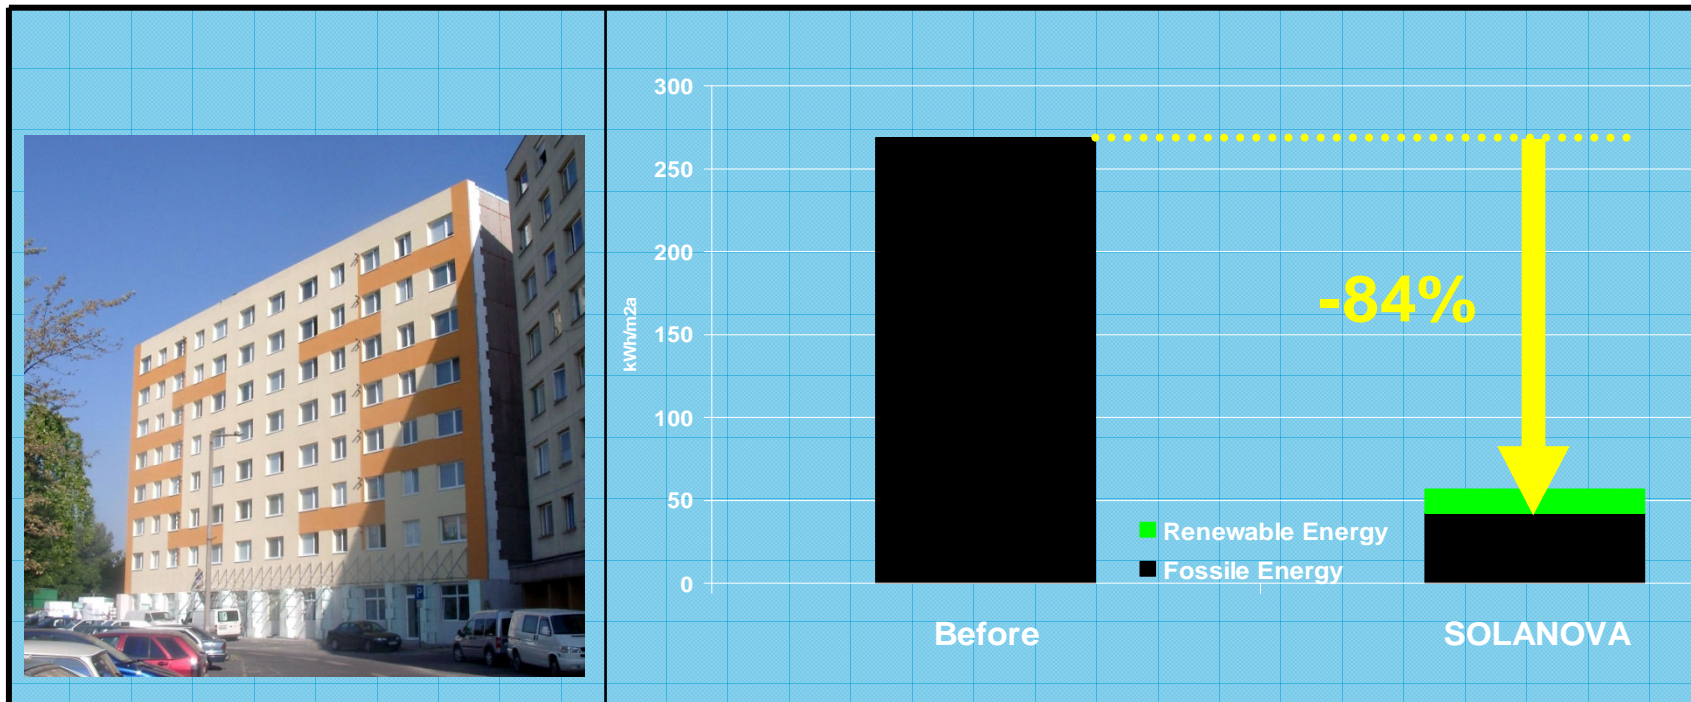 300
250
200
150
100
50
0
kWh/m2a
-84%
Renewable Energy
Fossile Energy
Before
SOLANOVA